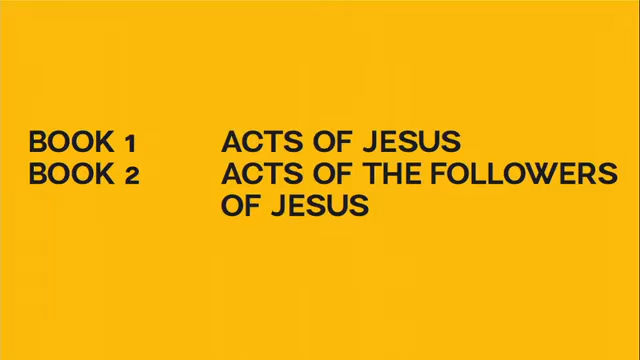 BOOK 1 ACTS OF JESUS
BOOK 2 ACTS OF THE FOLLOWERS
OF JESUS